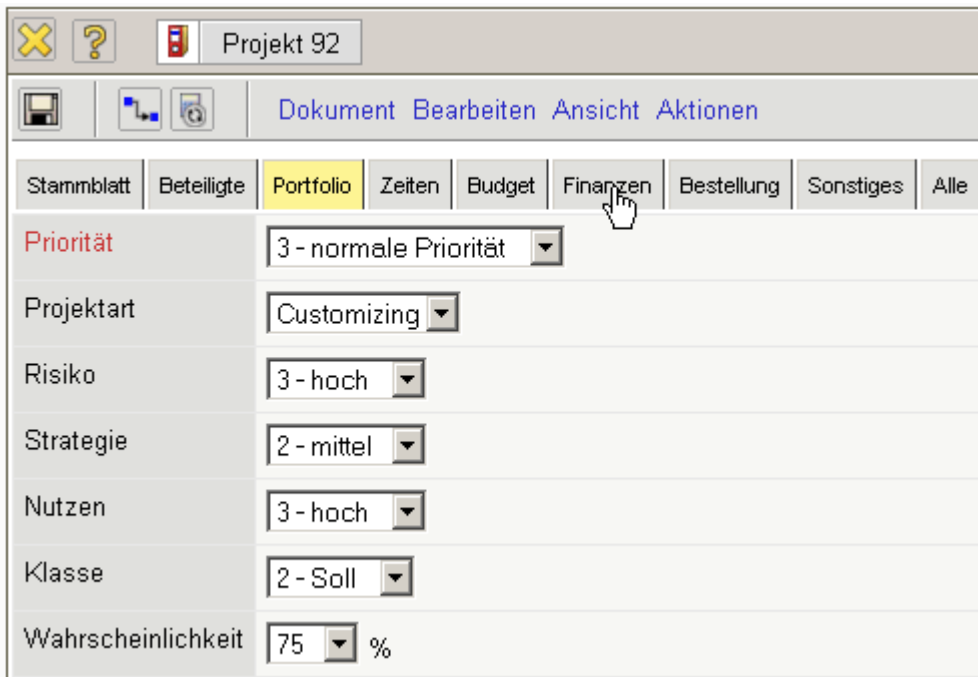 Projekt 92
Dokument Bearbeiten Ansicht Aktionen
Stammblatt Beteiligte Portfolio Zeiten Budget Finanzen Bestellung Sonstiges Alle
Priorität 3 - normale Priorität
Projektart Customizing
Risiko 3 - hoch
Strategie 2 - mittel
Nutzen 3 - hoch
Klasse 2 - Soll
Wahrscheinlichkeit 75 %